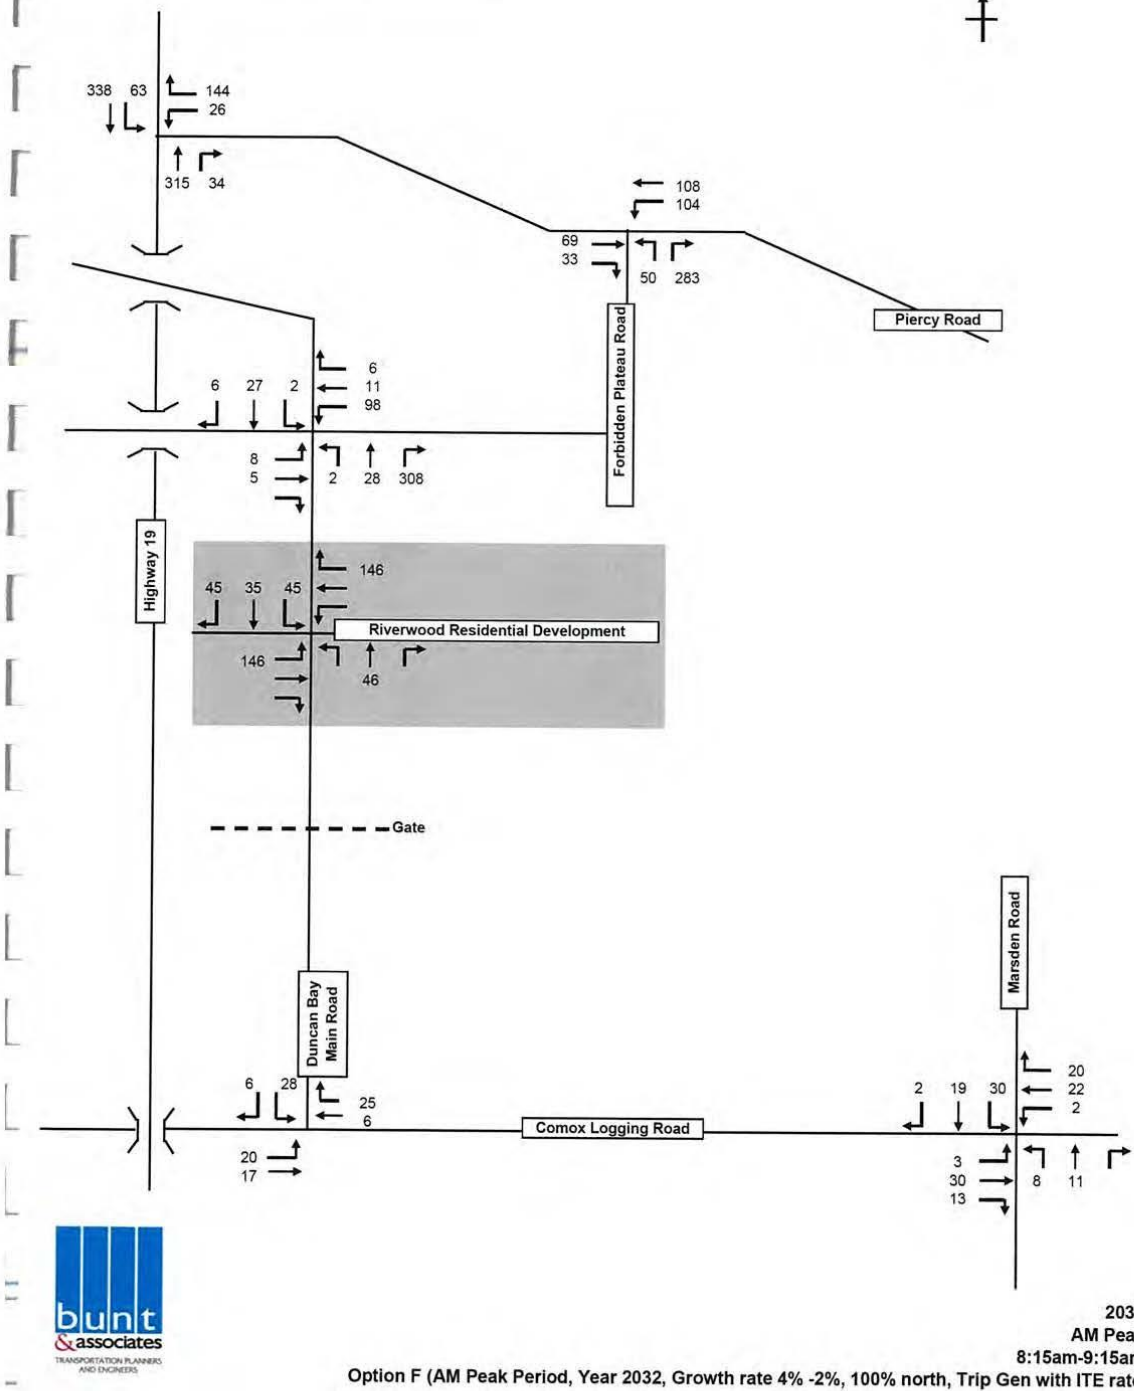 338 63 144
26
315 34
108
104
69
33
50 283
Piercy Road
Forbidden Plateau Road
6
6 27 2 11
98
8
5 2 28 308
Highway 19
146
45 35 45
Riverwood Residential Development
146
46
Gate
Marsden Road
Duncan Bay
Main Road
6 28
25
6
Comox Logging Road
20
17
20
2 19 30 22
2
3
30 8 11
13
bunt
& associates
TRANSPORTATION PLANNERS
AND ENGINEERS
203
AM Pea
8:15am-9:15a
Option F (AM Peak Period, Year 2032, Growth rate 4% -2%, 100% north, Trip Gen with ITE rat